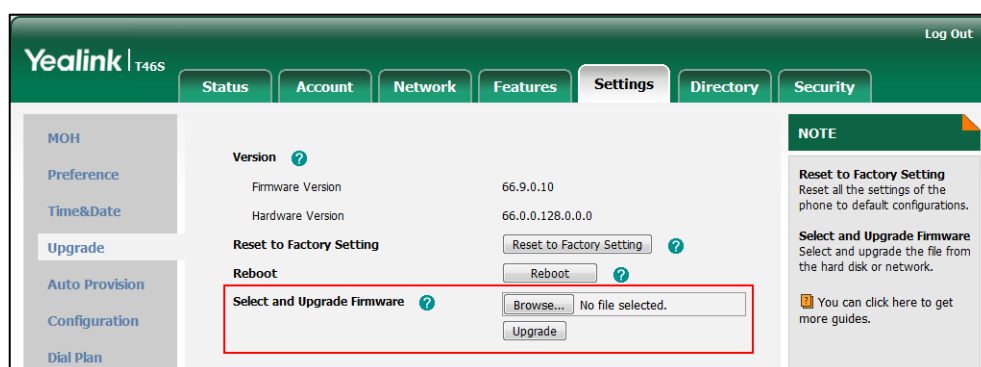 Log Out
Yealink | T46S
Status Account Network Features Settings Directory Security
MOH
Preference
Time&Date
Upgrade
Auto Provision
Configuration
Dial Plan
Version ?
Firmware Version 66.9.0.10
Hardware Version 66.0.0.128.0.0.0
Reset to Factory Setting Reset to Factory Setting ?
Reboot Reboot ?
Select and Upgrade Firmware ? Browse... No file selected.
Upgrade
NOTE
Reset to Factory Setting
Reset all the settings of the
phone to default configurations.
Select and Upgrade Firmware
Select and upgrade the file from
the hard disk or network.
You can click here to get
more guides.